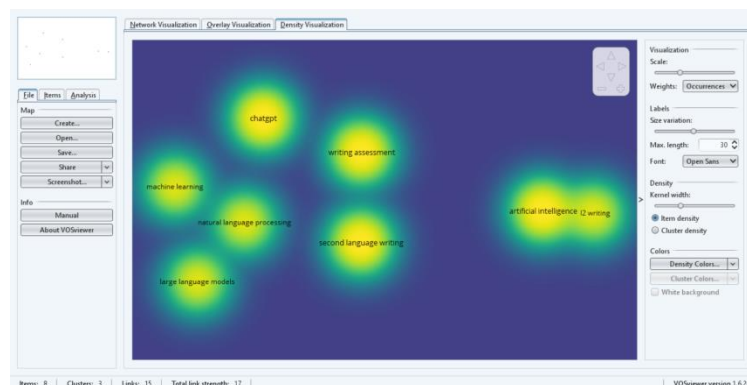 Network Visualization Overlay Visualization Density Visualization
File Items Analysis
Map
Create...
Open...
Save...
Share
Screenshot...
Info
Manual
About VOSviewer
chatgpt
writing assessment
machine learning
natural language processing
second language writing
large language models
artificial intelligence
l2 writing
Visualization
Scale:
Weights: Occurrences
Labels
Size variation:
Max. length: 30
Font: Open Sans
Density
Kernel width:
Item density
Cluster density
Colors
Density Colors...
Cluster Colors...
White background
Items: 8 Clusters: 3 Links: 15 Total link strength: 17 VOSviewer version